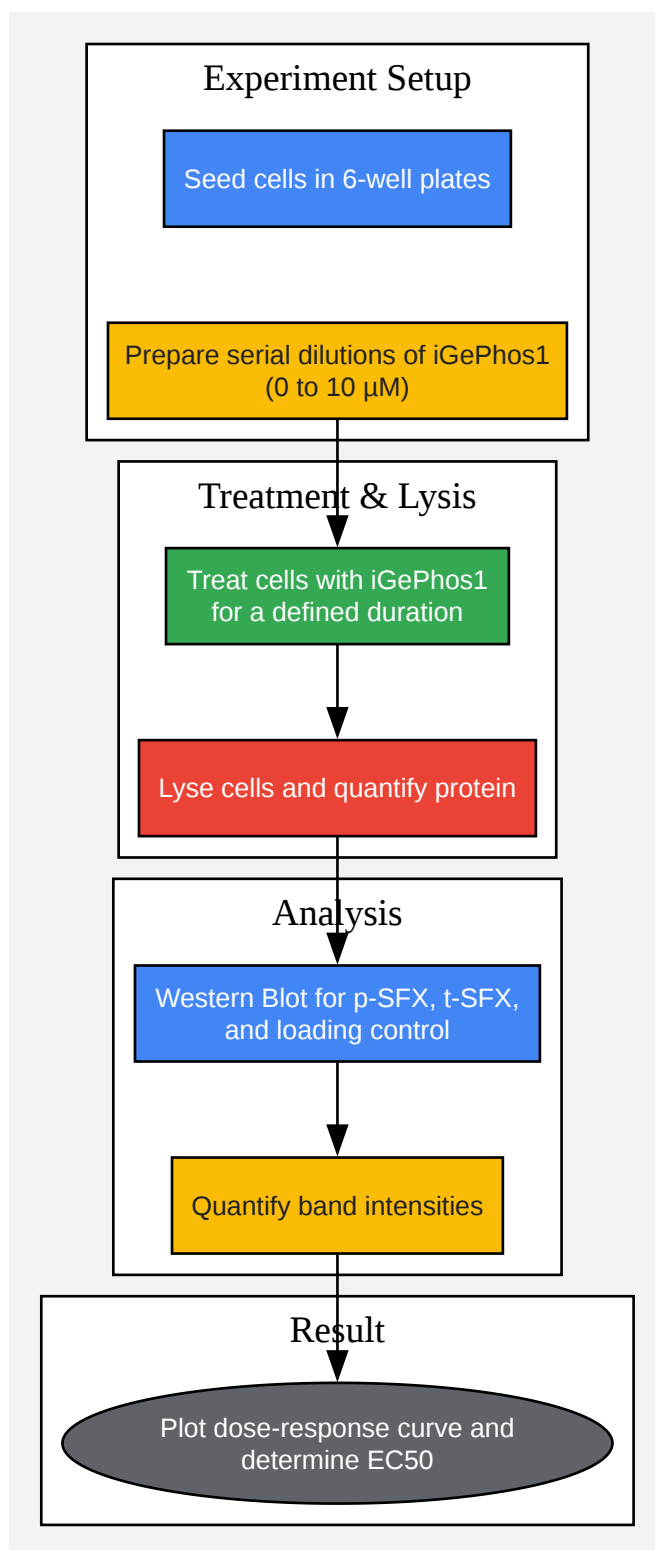 Experiment Setup
Seed cells in 6-well plates
Prepare serial dilutions of iGePhos1
(0 to 10 µM)
Treatment & Lysis
Treat cells with iGePhos1
for a defined duration
Lyse cells and quantify protein
Analysis
Western Blot for p-SFX, t-SFX,
and loading control
Quantify band intensities
Result
Plot dose-response curve and
determine EC50